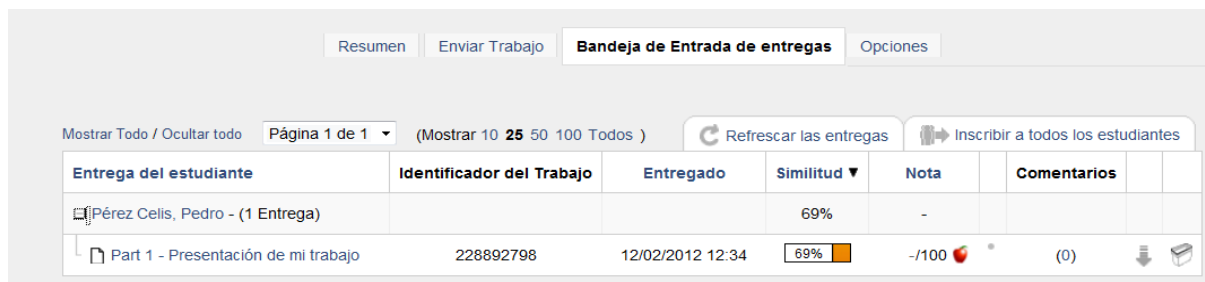 Resumen Enviar Trabajo Bandeja de Entrada de entregas Opciones
Mostrar Todo / Ocultar todo Página 1 de 1 (Mostrar 10 25 50 100 Todos ) Refrescar las entregas Inscribir a todos los estudiantes
Entrega del estudiante Identificador del Trabajo Entregado Similitud ▼ Nota Comentarios
Pérez Celis, Pedro - (1 Entrega) 69% -
Part 1 - Presentación de mi trabajo 228892798 12/02/2012 12:34 69% -/100 (0)